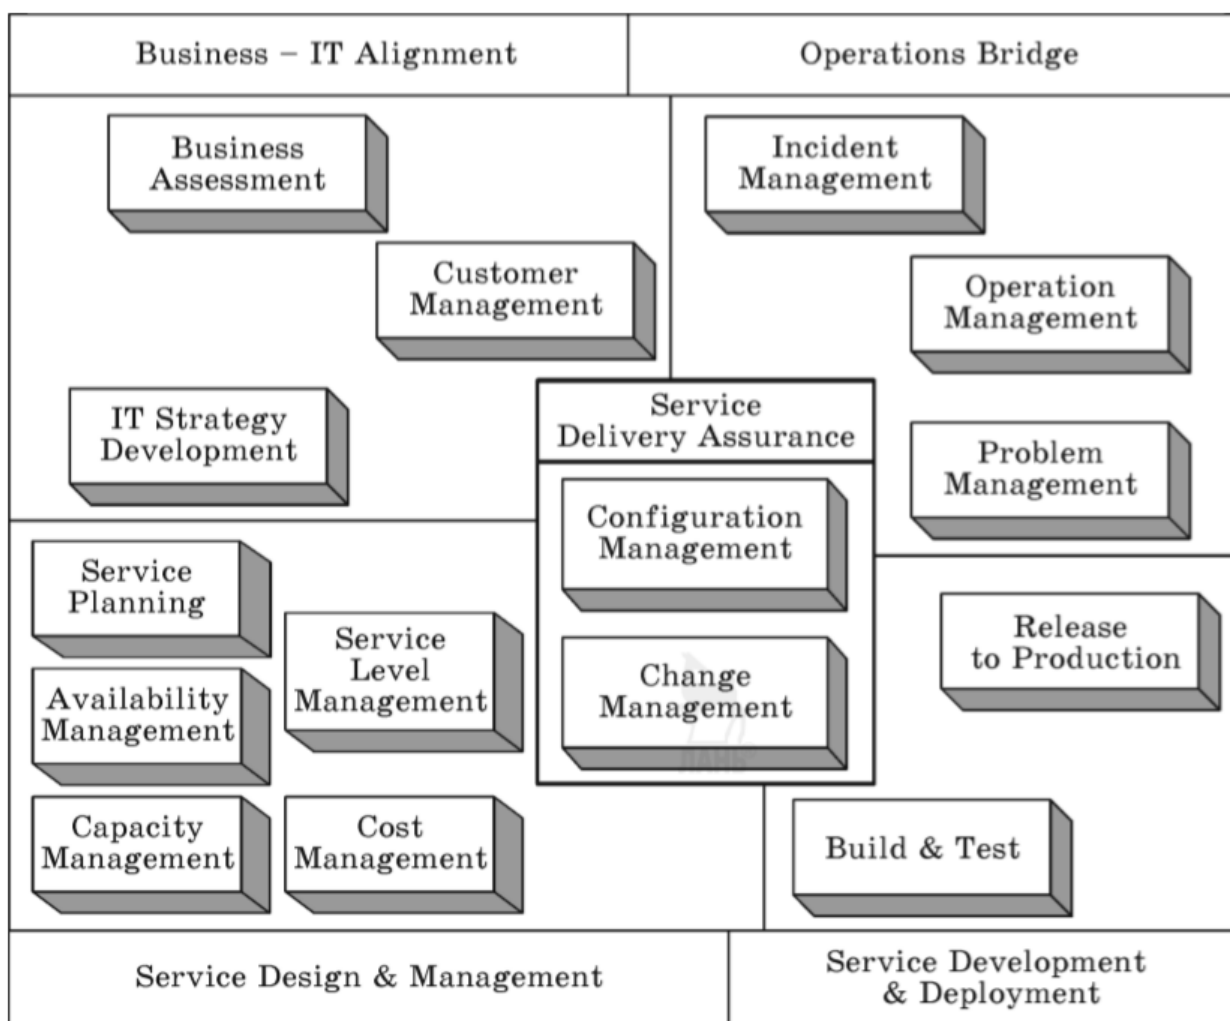 Business – IT Alignment
Operations Bridge
Business
Assessment
Customer
Management
IT Strategy
Development
Incident
Management
Operation
Management
Problem
Management
Service
Delivery Assurance
Configuration
Management
Change
Management
ЛАНЬ
Service
Planning
Service
Level
Management
Availability
Management
Capacity
Management
Cost
Management
Release
to Production
Build & Test
Service Design & Management
Service Development
& Deployment